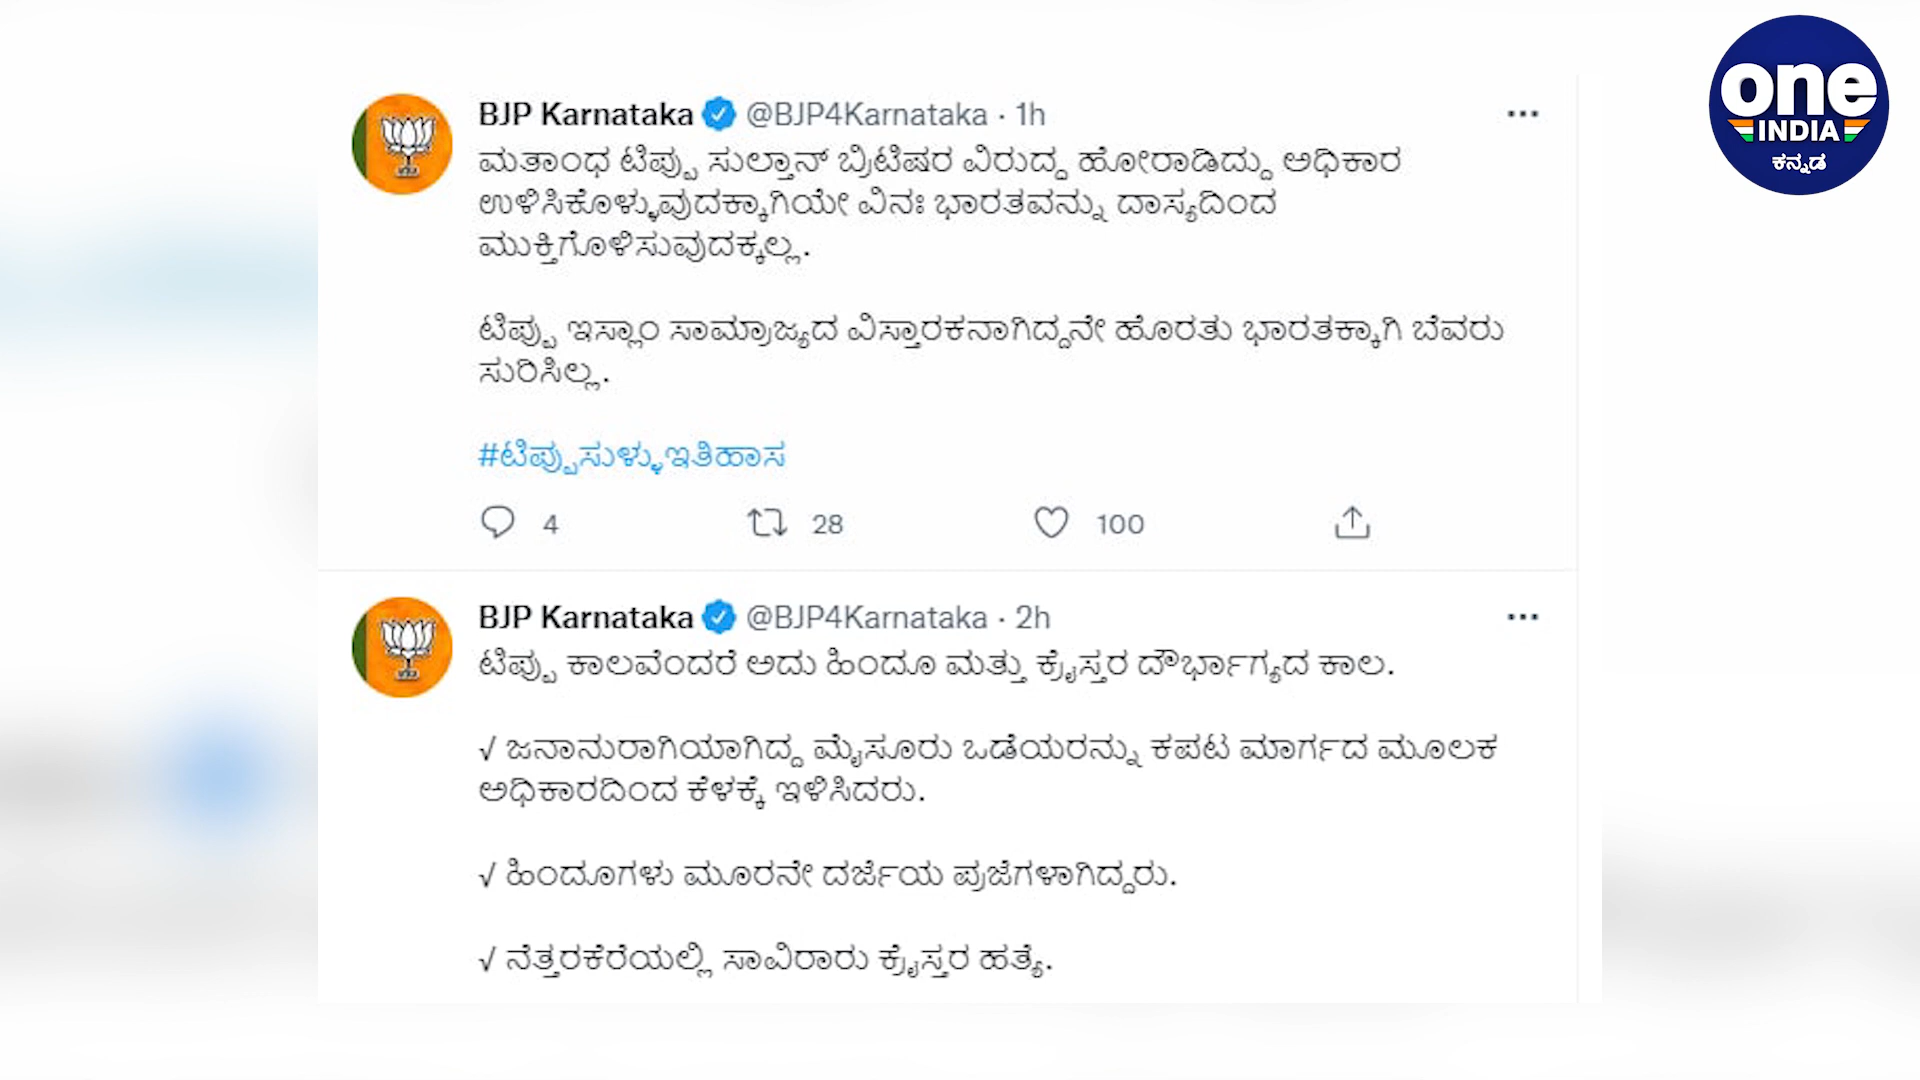 one
INDIA
ಕನ್ನಡ
BJP Karnataka @BJP4Karnataka · 1h
ಮತಾಂಧ ಟಿಪ್ಪು ಸುಲ್ತಾನ್ ಬ್ರಿಟಿಷರ ವಿರುದ್ಧ ಹೋರಾಡಿದ್ದು ಅಧಿಕಾರ
ಉಳಿಸಿಕೊಳ್ಳುವುದಕ್ಕಾಗಿಯೇ ವಿನಃ ಭಾರತವನ್ನು ದಾಸ್ಯದಿಂದ
ಮುಕ್ತಿಗೊಳಿಸುವುದಕ್ಕಲ್ಲ.
ಟಿಪ್ಪು ಇಸ್ಲಾಂ ಸಾಮ್ರಾಜ್ಯದ ವಿಸ್ತಾರಕನಾಗಿದ್ದನೇ ಹೊರತು ಭಾರತಕ್ಕಾಗಿ ಬೆವರು
ಸುರಿಸಿಲ್ಲ.
#ಟಿಪ್ಪುಸುಳ್ಳುಇತಿಹಾಸ
4 28 100
BJP Karnataka @BJP4Karnataka · 2h
ಟಿಪ್ಪು ಕಾಲವೆಂದರೆ ಅದು ಹಿಂದೂ ಮತ್ತು ಕ್ರೈಸ್ತರ ದೌರ್ಭಾಗ್ಯದ ಕಾಲ.
√ ಜನಾನುರಾಗಿಯಾಗಿದ್ದ ಮೈಸೂರು ಒಡೆಯರನ್ನು ಕಪಟ ಮಾರ್ಗದ ಮೂಲಕ
ಅಧಿಕಾರದಿಂದ ಕೆಳಕ್ಕೆ ಇಳಿಸಿದರು.
√ ಹಿಂದೂಗಳು ಮೂರನೇ ದರ್ಜೆಯ ಪ್ರಜೆಗಳಾಗಿದ್ದರು.
√ ನೆತ್ತರಕೆರೆಯಲ್ಲಿ ಸಾವಿರಾರು ಕ್ರೈಸ್ತರ ಹತ್ಯೆ.